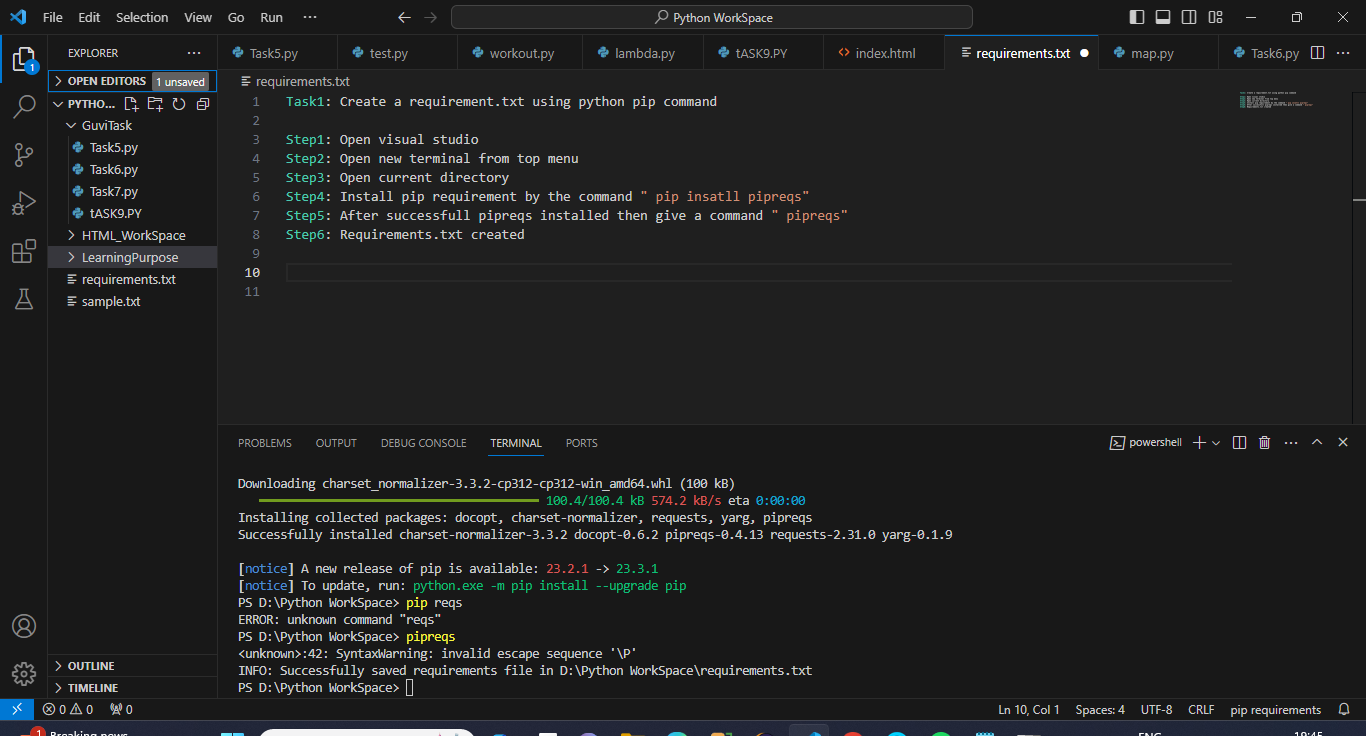 File Edit Selection View Go Run ··· Python WorkSpace
EXPLORER ···
OPEN EDITORS 1 unsaved
PYTHO...
GuviTask
Task5.py
Task6.py
Task7.py
tASK9.PY
HTML_WorkSpace
LearningPurpose
requirements.txt
sample.txt
OUTLINE
TIMELINE
1
Task5.py test.py workout.py lambda.py tASK9.PY index.html requirements.txt map.py Task6.py ···
requirements.txt
1 Task1: Create a requirement.txt using python pip command
2
3 Step1: Open visual studio
4 Step2: Open new terminal from top menu
5 Step3: Open current directory
6 Step4: Install pip requirement by the command " pip insatll pipreqs"
7 Step5: After successfull pipreqs installed then give a command " pipreqs"
8 Step6: Requirements.txt created
9
10
11
PROBLEMS OUTPUT DEBUG CONSOLE TERMINAL PORTS powershell ···
Downloading charset_normalizer-3.3.2-cp312-cp312-win_amd64.whl (100 kB)
100.4/100.4 kB 574.2 kB/s eta 0:00:00
Installing collected packages: docopt, charset-normalizer, requests, yarg, pipreqs
Successfully installed charset-normalizer-3.3.2 docopt-0.6.2 pipreqs-0.4.13 requests-2.31.0 yarg-0.1.9
[notice] A new release of pip is available: 23.2.1 -> 23.3.1
[notice] To update, run: python.exe -m pip install --upgrade pip
PS D:\Python WorkSpace> pip reqs
ERROR: unknown command "reqs"
PS D:\Python WorkSpace> pipreqs
<unknown>:42: SyntaxWarning: invalid escape sequence '\P'
INFO: Successfully saved requirements file in D:\Python WorkSpace\requirements.txt
PS D:\Python WorkSpace>
0 0 0 Ln 10, Col 1 Spaces: 4 UTF-8 CRLF pip requirements
1 Breaking news ENG 19:45